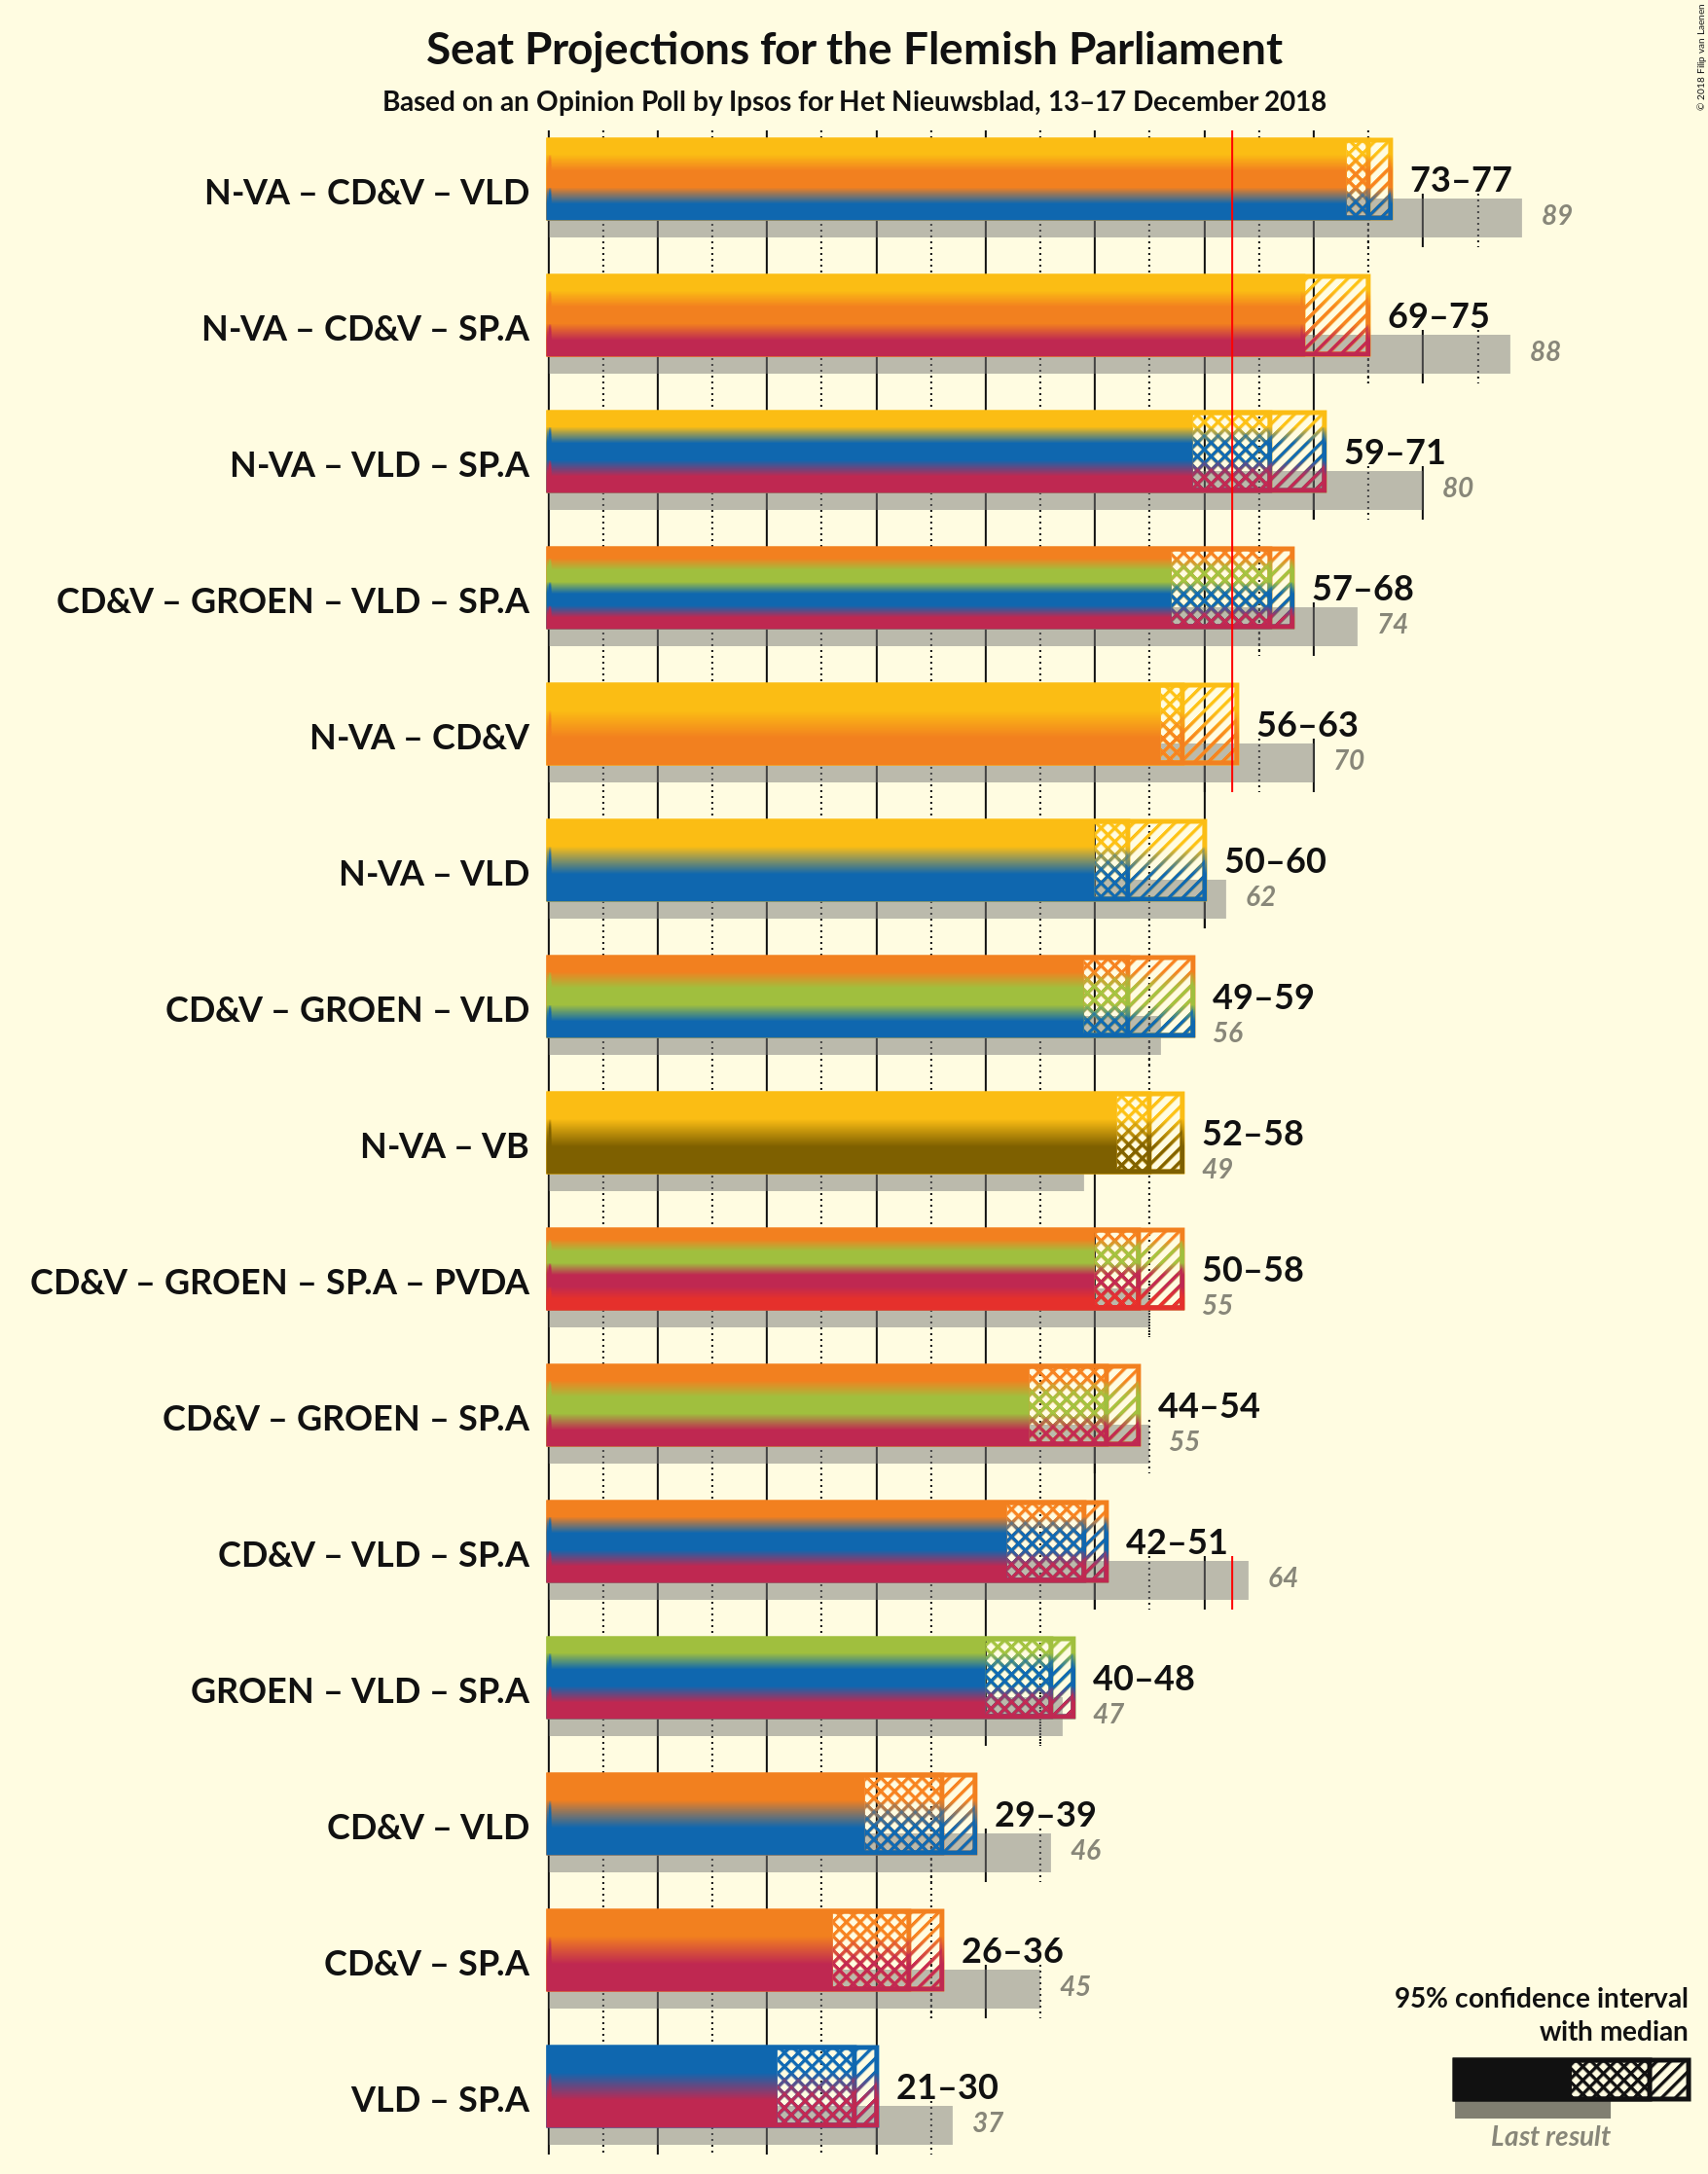 © 2018 Filip van Laenen
Seat Projections for the Flemish Parliament
Based on an Opinion Poll by Ipsos for Het Nieuwsblad, 13–17 December 2018
N-VA – CD&V – VLD
73–77
89
N-VA – CD&V – SP.A
69–75
88
N-VA – VLD – SP.A
59–71
80
CD&V – GROEN – VLD – SP.A
57–68
74
N-VA – CD&V
56–63
70
N-VA – VLD
50–60
62
CD&V – GROEN – VLD
49–59
56
N-VA – VB
52–58
49
CD&V – GROEN – SP.A – PVDA
50–58
55
CD&V – GROEN – SP.A
44–54
55
CD&V – VLD – SP.A
42–51
64
GROEN – VLD – SP.A
40–48
47
CD&V – VLD
29–39
46
CD&V – SP.A
26–36
45
VLD – SP.A
21–30
37
95% confidence interval
with median
Last result